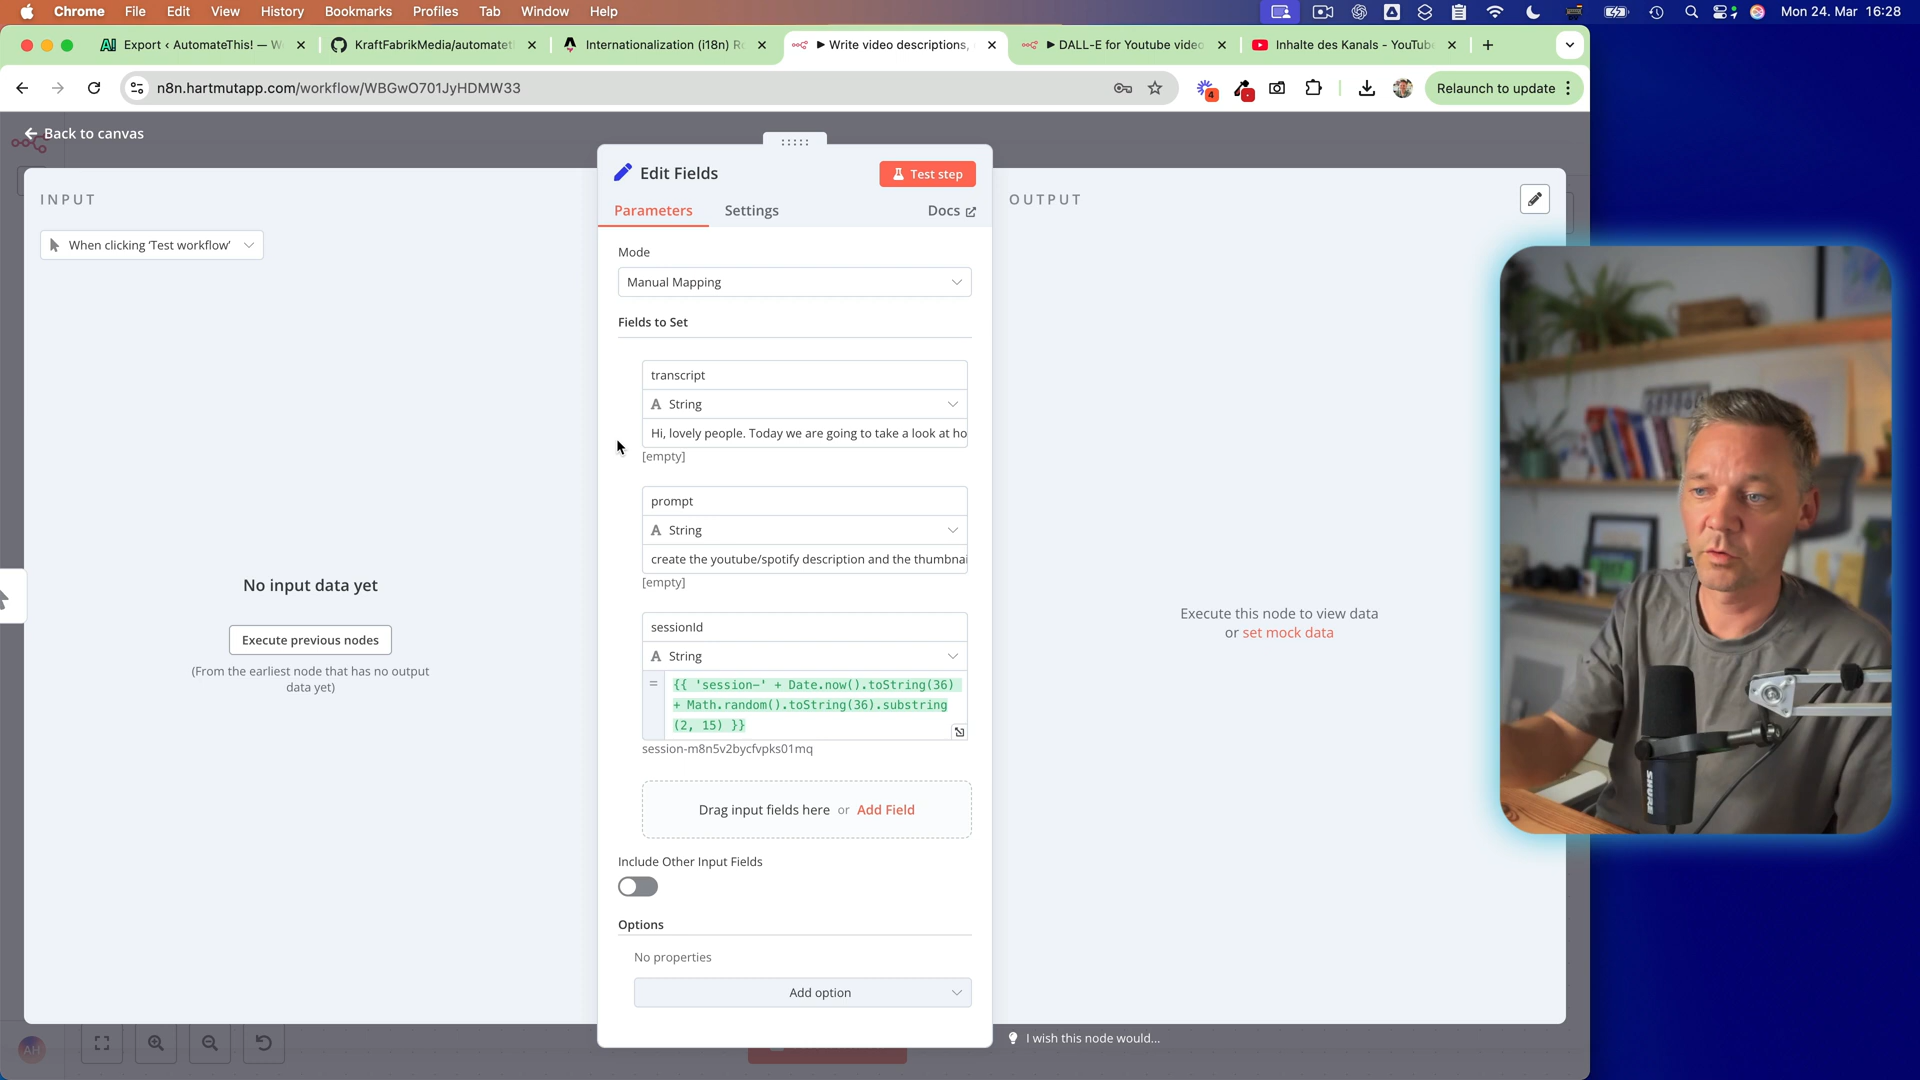 Chrome File Edit View History Bookmarks Profiles Tab Window Help Mon 24. Mar 16:28
Export ‹ AutomateThis! — W KraftFabrikMedia/automatet Internationalization (i18n) R Write video descriptions, DALL-E for Youtube video Inhalte des Kanals - YouTube
n8n.hartmutapp.com/workflow/WBGwO701JyHDMW33 4 Relaunch to update
Back to canvas
INPUT
When clicking ‘Test workflow’
No input data yet
Execute previous nodes
(From the earliest node that has no output
data yet)
Edit Fields Test step
Parameters Settings Docs
Mode
Manual Mapping
Fields to Set
transcript
A String
Hi, lovely people. Today we are going to take a look at ho
[empty]
prompt
A String
create the youtube/spotify description and the thumbnai
[empty]
sessionId
A String
= {{ 'session-' + Date.now().toString(36)
+ Math.random().toString(36).substring
(2, 15) }}
session-m8n5v2bycfvpks01mq
Drag input fields here or Add Field
Include Other Input Fields
Options
No properties
Add option
OUTPUT
Execute this node to view data
or set mock data
I wish this node would...
AH
SHURE